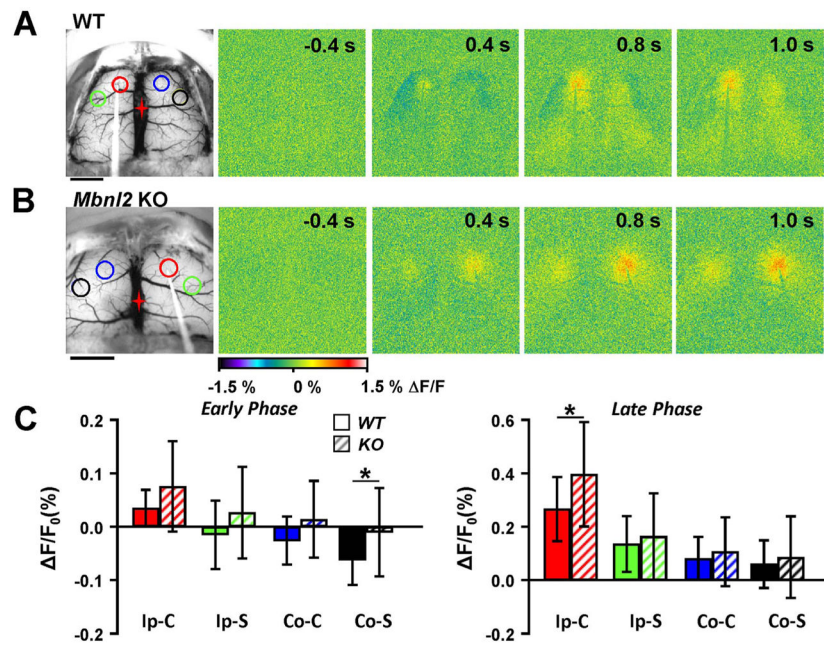 A
WT
-0.4 s
0.4 s
0.8 s
1.0 s
B
Mbnl2 KO
-0.4 s
0.4 s
0.8 s
1.0 s
-1.5 %
0 %
1.5 % ΔF/F
C
Early Phase
WT
KO
ΔF/F₀(%)
0.2
0.1
0.0
-0.1
-0.2
*
Ip-C
Ip-S
Co-C
Co-S
Late Phase
ΔF/F₀(%)
0.6
0.4
0.2
0.0
-0.2
*
Ip-C
Ip-S
Co-C
Co-S